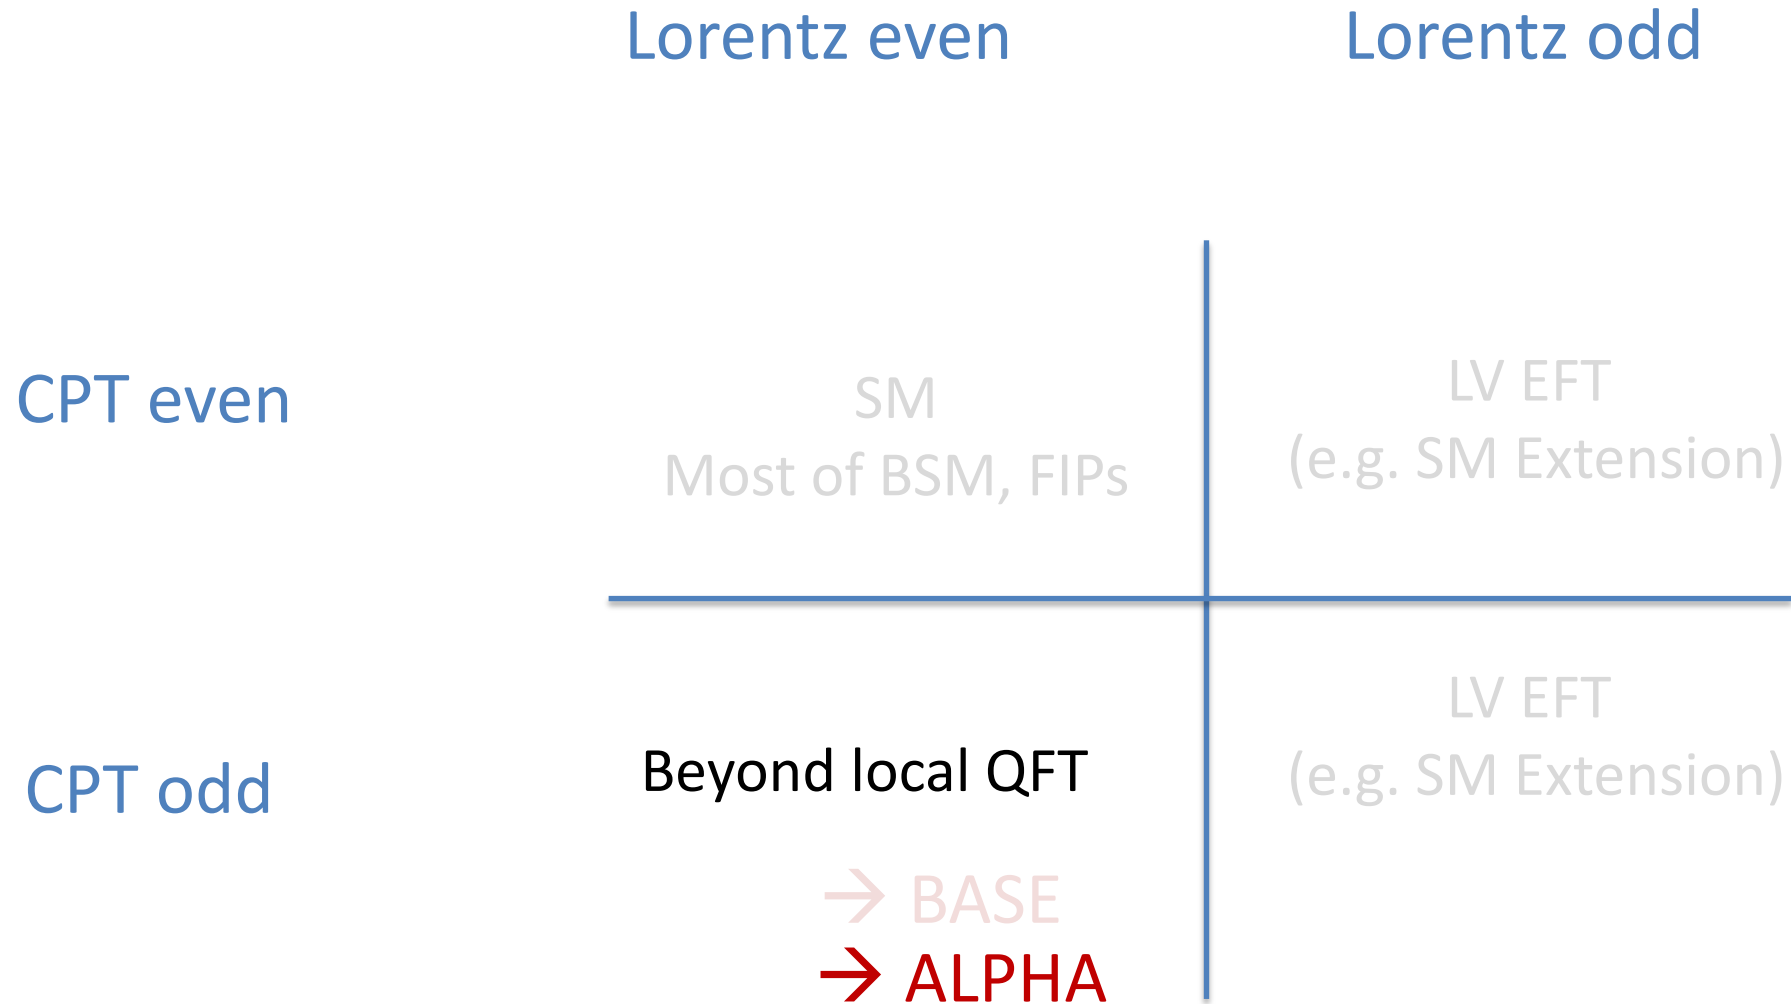 Lorentz even
Lorentz odd
CPT even
SM
Most of BSM, FIPs
LV EFT
(e.g. SM Extension)
CPT odd
Beyond local QFT
→ BASE
→ ALPHA
LV EFT
(e.g. SM Extension)